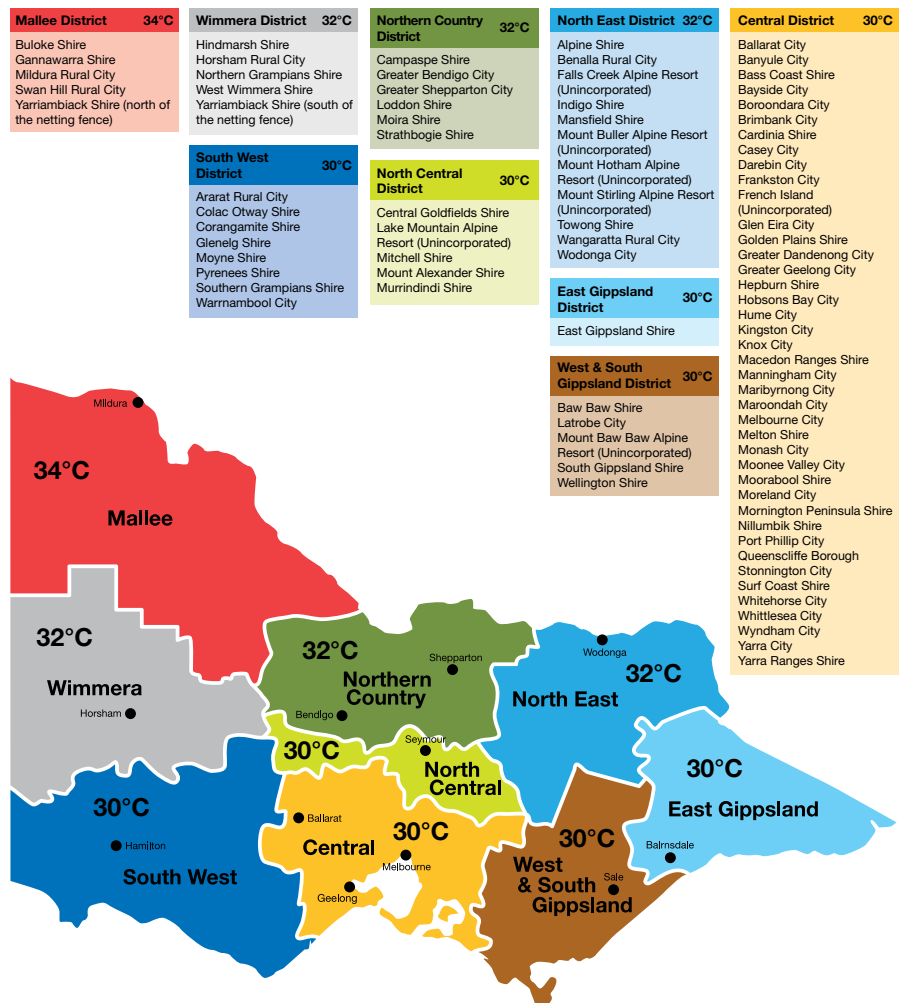 Mallee District 34°C
Buloke Shire
Gannawarra Shire
Mildura Rural City
Swan Hill Rural City
Yarriambiack Shire (north of
the netting fence)
Wimmera District 32°C
Hindmarsh Shire
Horsham Rural City
Northern Grampians Shire
West Wimmera Shire
Yarriambiack Shire (south of
the netting fence)
South West
District 30°C
Ararat Rural City
Colac Otway Shire
Corangamite Shire
Glenelg Shire
Moyne Shire
Pyrenees Shire
Southern Grampians Shire
Warrnambool City
Northern Country
District 32°C
Campaspe Shire
Greater Bendigo City
Greater Shepparton City
Loddon Shire
Moira Shire
Strathbogie Shire
North Central
District 30°C
Central Goldfields Shire
Lake Mountain Alpine
Resort (Unincorporated)
Mitchell Shire
Mount Alexander Shire
Murrindindi Shire
North East District 32°C
Alpine Shire
Benalla Rural City
Falls Creek Alpine Resort
(Unincorporated)
Indigo Shire
Mansfield Shire
Mount Buller Alpine Resort
(Unincorporated)
Mount Hotham Alpine
Resort (Unincorporated)
Mount Stirling Alpine Resort
(Unincorporated)
Towong Shire
Wangaratta Rural City
Wodonga City
East Gippsland
District 30°C
East Gippsland Shire
West & South
Gippsland District 30°C
Baw Baw Shire
Latrobe City
Mount Baw Baw Alpine
Resort (Unincorporated)
South Gippsland Shire
Wellington Shire
Central District 30°C
Ballarat City
Banyule City
Bass Coast Shire
Bayside City
Boroondara City
Brimbank City
Cardinia Shire
Casey City
Darebin City
Frankston City
French Island
(Unincorporated)
Glen Eira City
Golden Plains Shire
Greater Dandenong City
Greater Geelong City
Hepburn Shire
Hobsons Bay City
Hume City
Kingston City
Knox City
Macedon Ranges Shire
Manningham City
Maribyrnong City
Maroondah City
Melbourne City
Melton Shire
Monash City
Moonee Valley City
Moorabool Shire
Moreland City
Mornington Peninsula Shire
Nillumbik Shire
Port Phillip City
Queenscliffe Borough
Stonnington City
Surf Coast Shire
Whitehorse City
Whittlesea City
Wyndham City
Yarra City
Yarra Ranges Shire
Mildura
34°C
Mallee
32°C
Wimmera
Horsham
32°C
Shepparton
Northern
Country
Bendigo
Wodonga
32°C
North East
Seymour
30°C
North
Central
30°C
East Gippsland
Bairnsdale
30°C
Hamilton
South West
Ballarat
30°C
Central
Melbourne
Geelong
30°C
West
& South
Gippsland
Sale